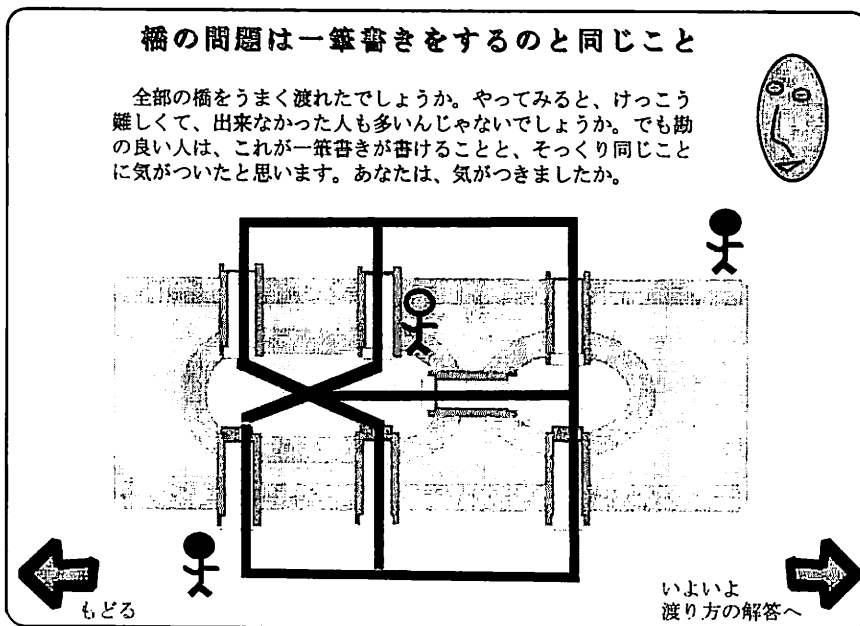 橋の問題は一筆書きをするのと同じこと
全部の橋をうまく渡れたでしょうか。やってみると、けっこう
難しくて、出来なかった人も多いんじゃないでしょうか。でも勘
の良い人は、これが一筆書きが書けることと、そっくり同じこと
に気がついたと思います。あなたは、気がつきましたか。
もどる
いよいよ
渡り方の解答へ